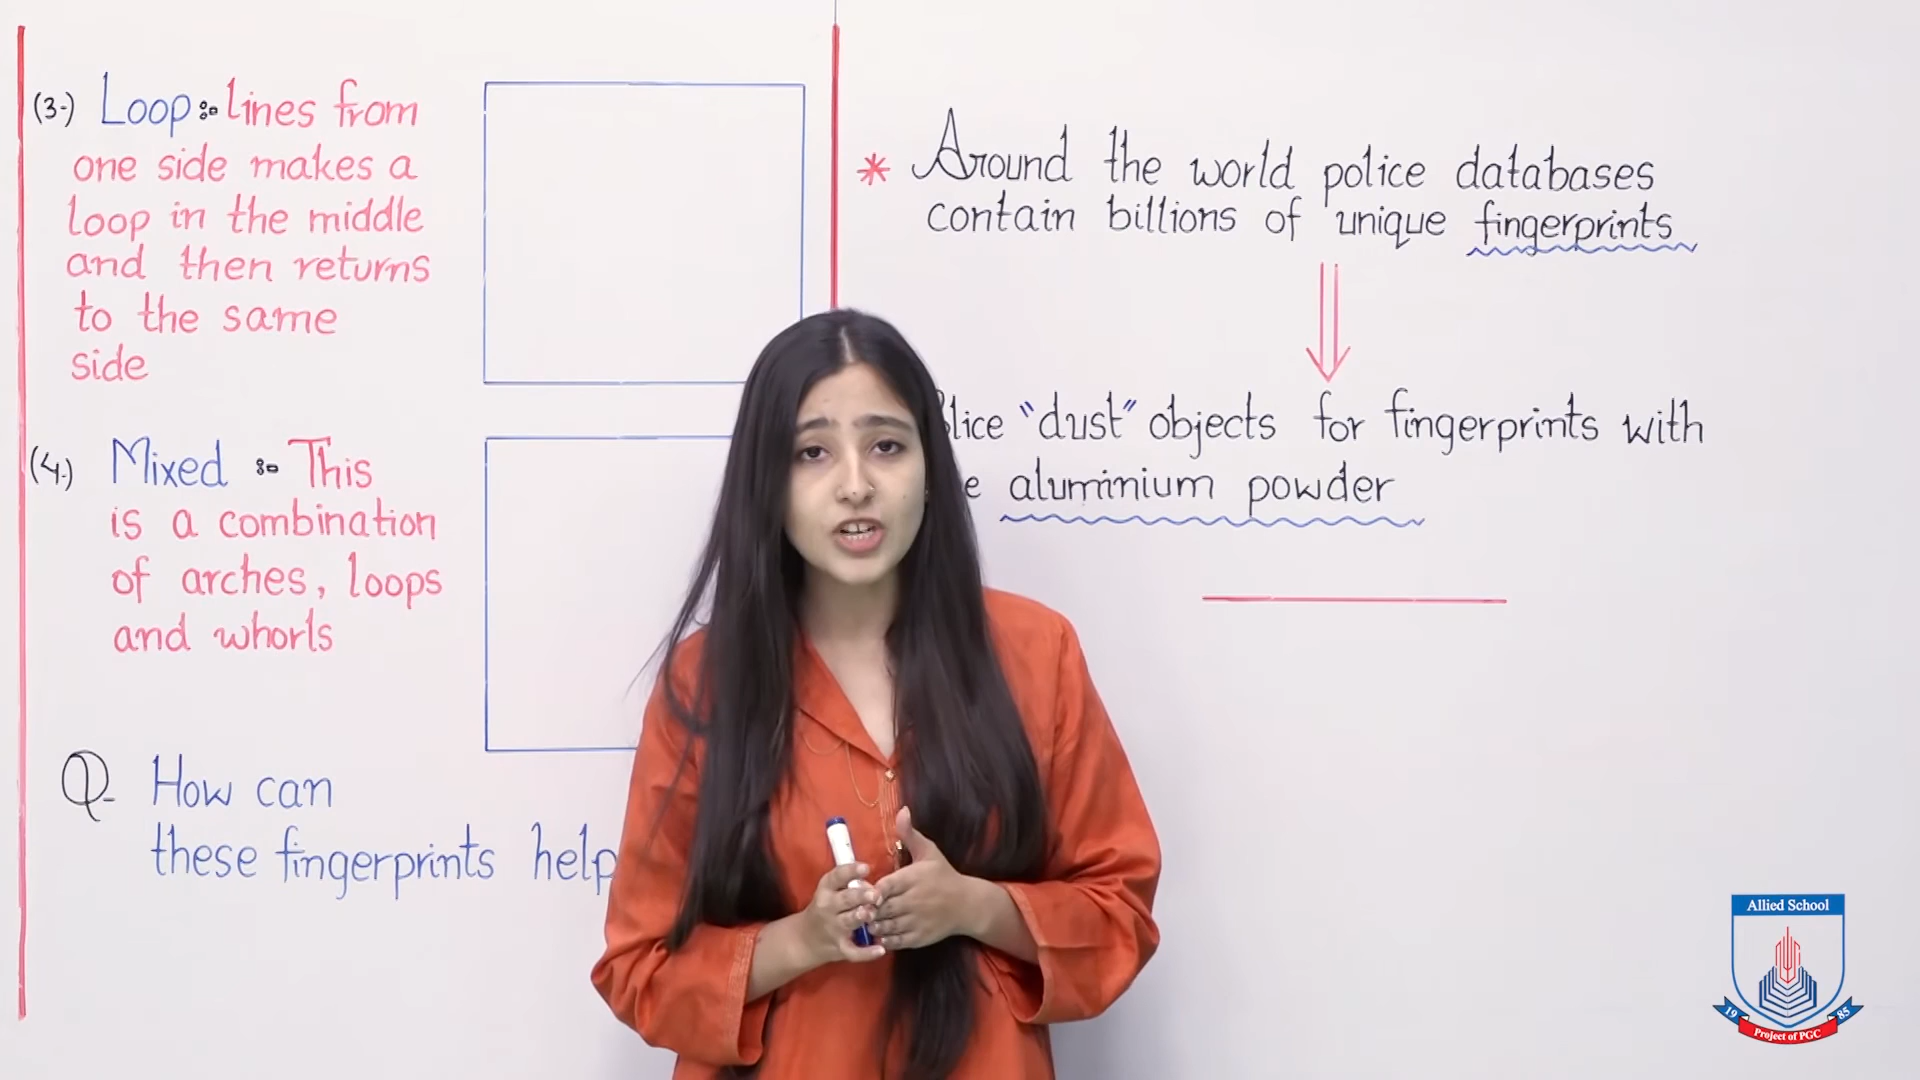 (3-) Loop :- lines from
one side makes a
loop in the middle
and then returns
to the same
side
(4-) Mixed :- This
is a combination
of arches, loops
and whorls
Q- How can
these fingerprints help
* Around the world police databases
contain billions of unique fingerprints
"dust" objects for fingerprints with
aluminium powder
Allied School
19 85
Project of PGC